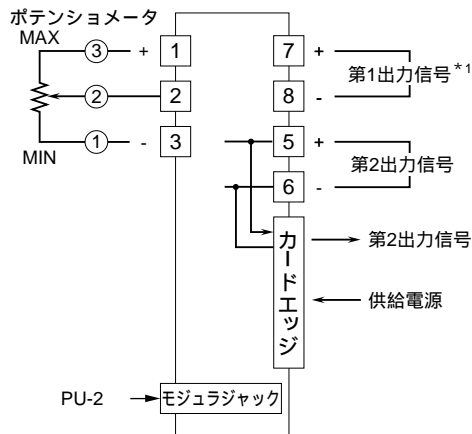 ポテンショメータ
MAX
3 + 1
2 2
1 - 3
MIN
7 +
第1出力信号*1
8 -
5 +
第2出力信号
6 -
カードエッジ
第2出力信号
供給電源
PU-2
モジュラジャック